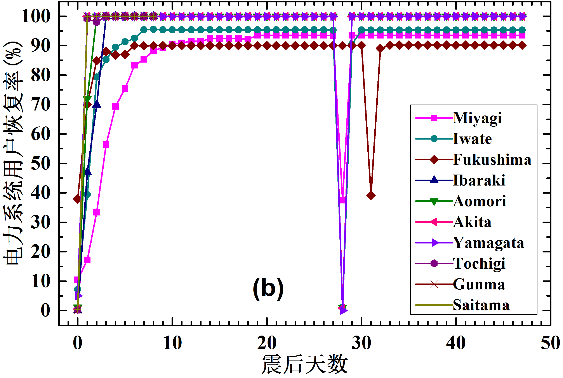 电力系统用户恢复率(%)
100
90
80
70
60
50
40
30
20
10
0
Miyagi
Iwate
Fukushima
Ibaraki
Aomori
Akita
Yamagata
Tochigi
Gunma
Saitama
(b)
0 10 20 30 40 50
震后天数